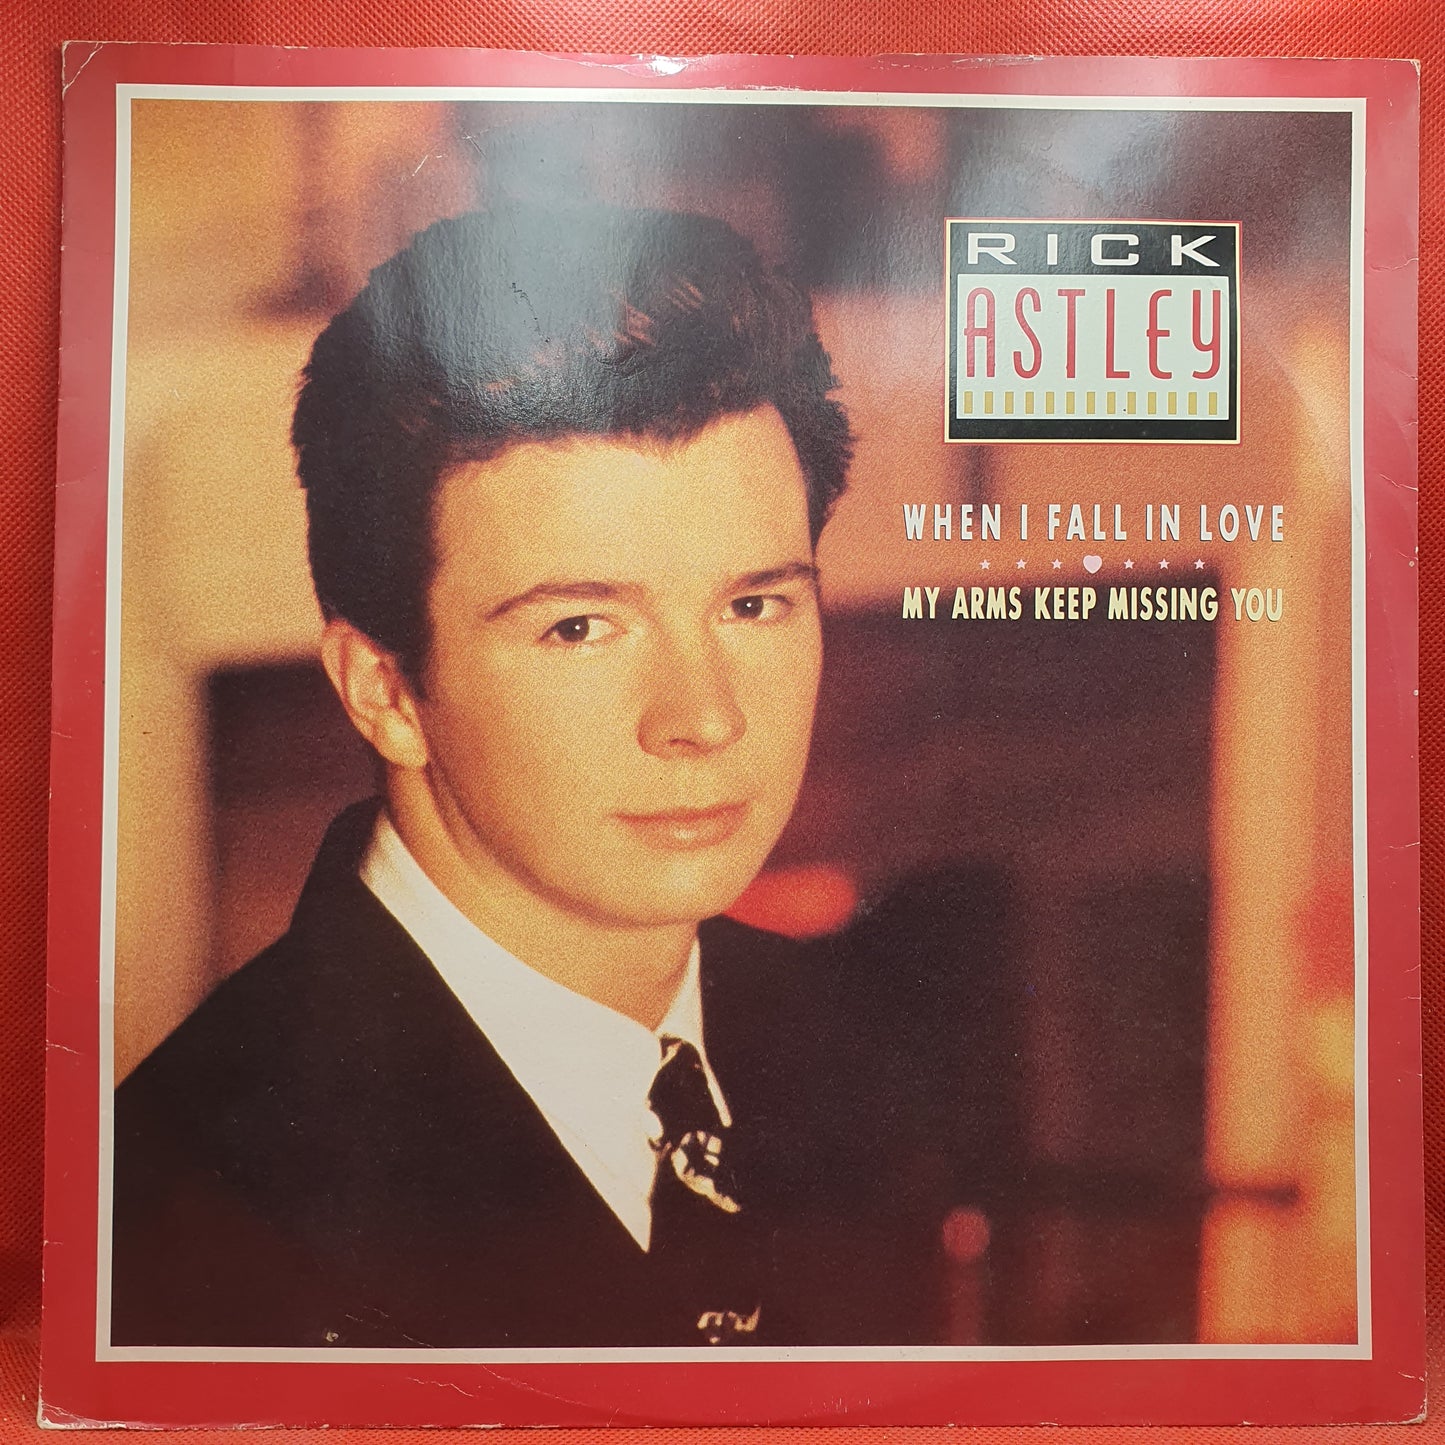 RICK
ASTLEY
WHEN I FALL IN LOVE
MY ARMS KEEP MISSING YOU